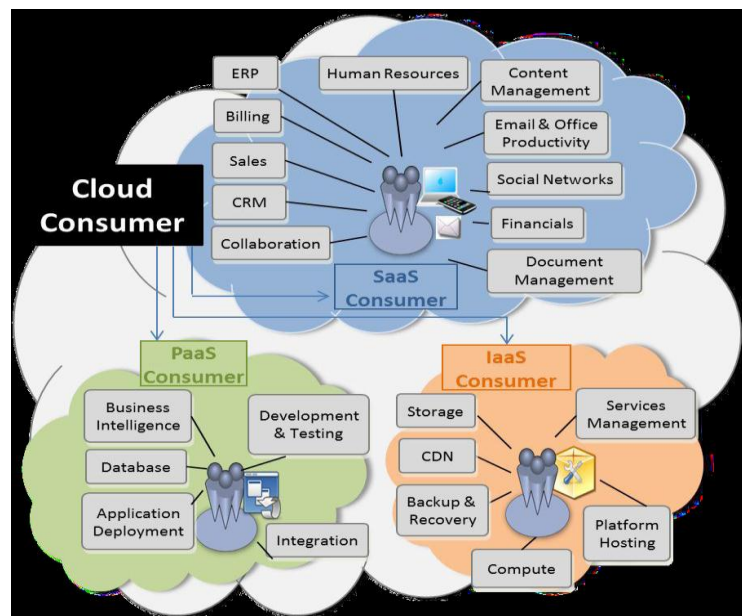 ERP
Human Resources
Content
Management
Billing
Email & Office
Productivity
Sales
Social Networks
Cloud
Consumer
CRM
Financials
Collaboration
Document
Management
SaaS
Consumer
PaaS
Consumer
Business
Intelligence
Development
& Testing
Database
Application
Deployment
Integration
IaaS
Consumer
Storage
Services
Management
CDN
Backup &
Recovery
Platform
Hosting
Compute